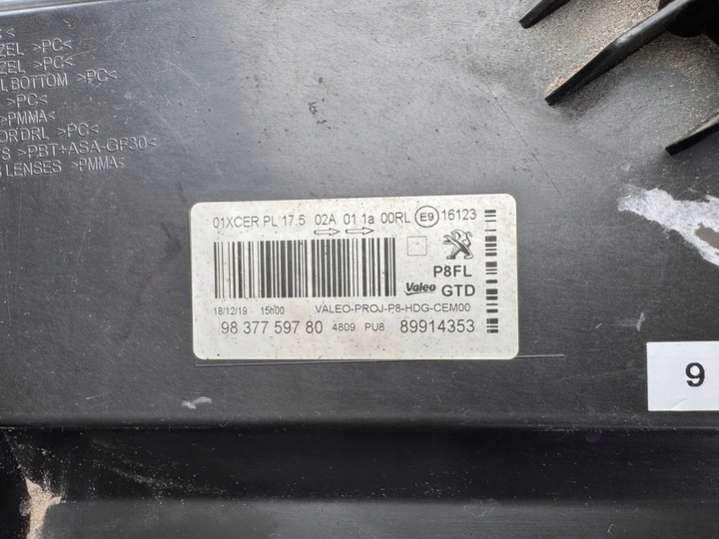 ZEL >PC<
ZEL >PC<
BOTTOM >PC<
>PC<
>PMMA<
OR DRL >PC<
>PBT+ASA-GF30<
LENSES >PMMA<
01XCER PL 17.5 02A 01 1a 00RL E9 16123
P8FL
Valeo GTD
18/12/19 15h00 VALEO-PROJ-P8-HDG-CEM00
98 377 597 80 4809 PU8 89914353
9